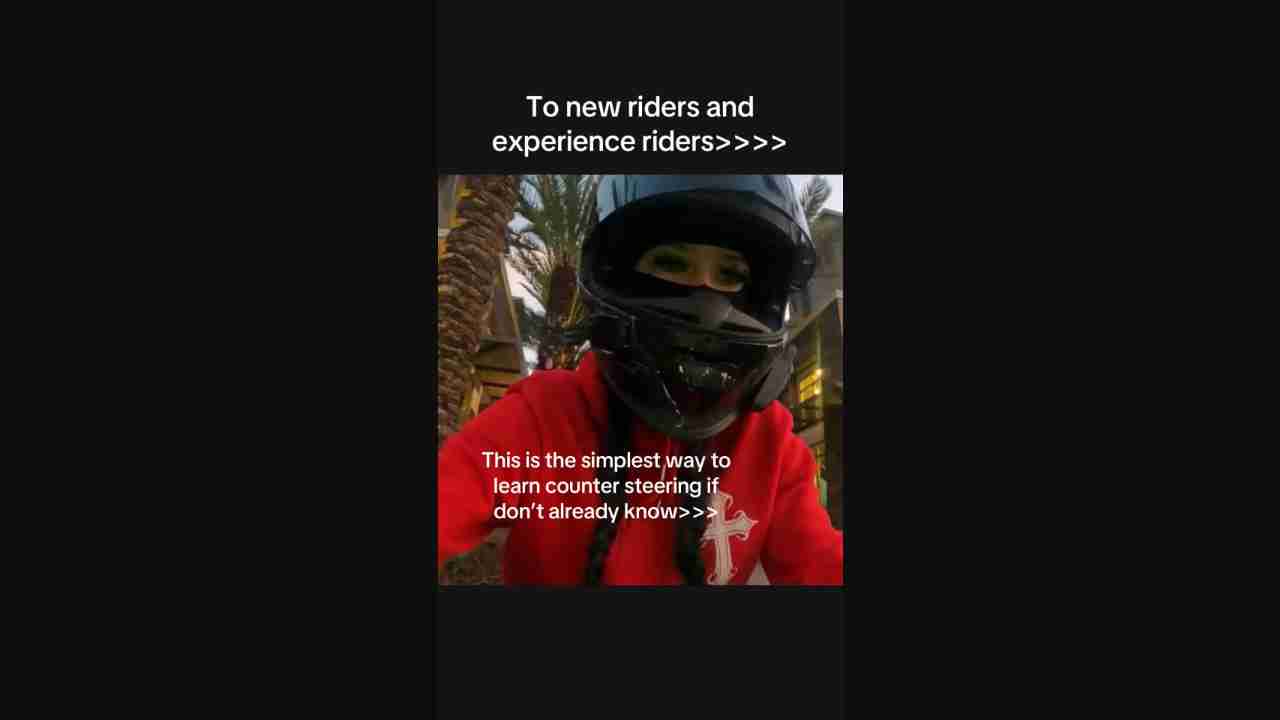 To new riders and
experience riders>>>>
This is the simplest way to
learn counter steering if
don't already know>>>